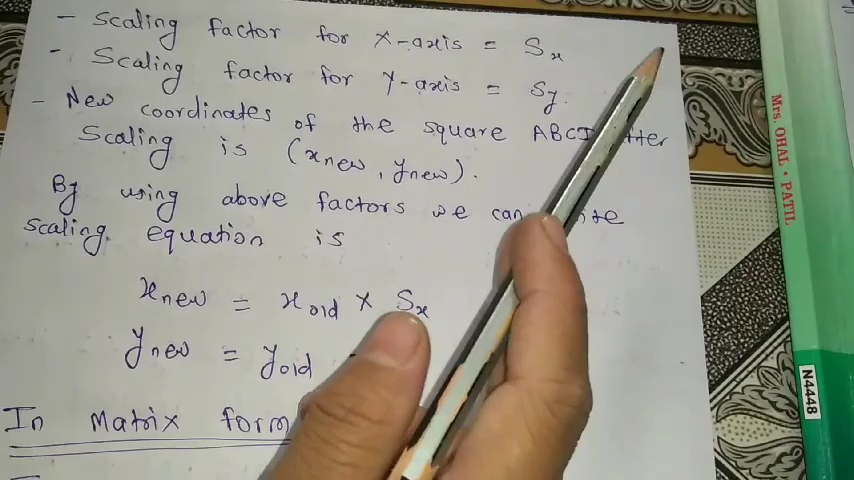 - Scaling factor for X-axis = Sx
- Scaling factor for Y-axis = Sy.
- New coordinates of the square
Scaling is (xnew, ynew).
By using above factors we can
scaling equation is
xnew = xold × Sx
ynew = yold
In Matrix form
Mrs. OHAL • PATIL
N4448